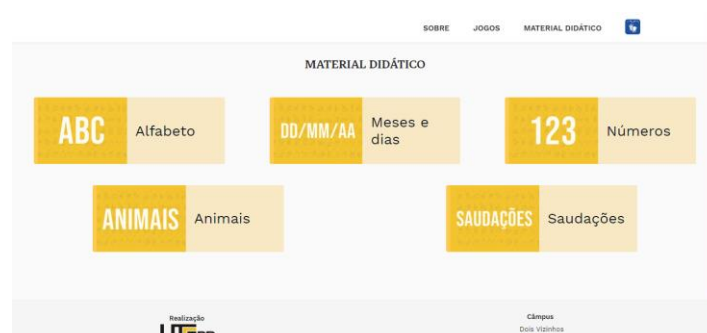 SOBRE JOGOS MATERIAL DIDÁTICO
MATERIAL DIDÁTICO
ABC Alfabeto
DD/MM/AA Meses e dias
123 Números
ANIMAIS Animais
SAUDAÇÕES Saudações
Realização
Câmpus
Dois Vizinhos